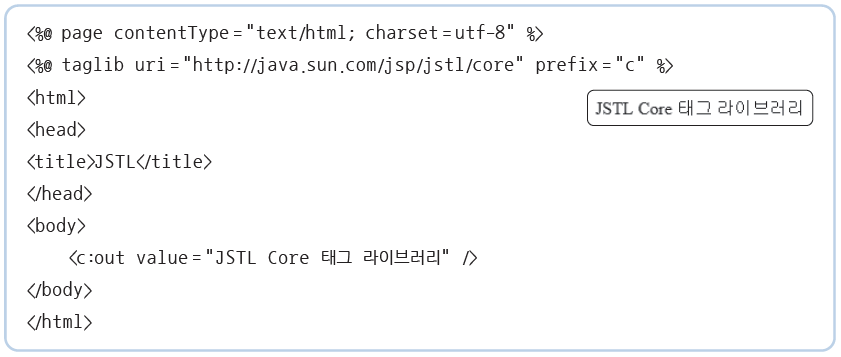 <%@ page contentType="text/html; charset=utf-8" %>
<%@ taglib uri="http://java.sun.com/jsp/jstl/core" prefix="c" %>
<html>
JSTL Core 태그 라이브러리
<head>
<title>JSTL</title>
</head>
<body>
<c:out value="JSTL Core 태그 라이브러리" />
</body>
</html>